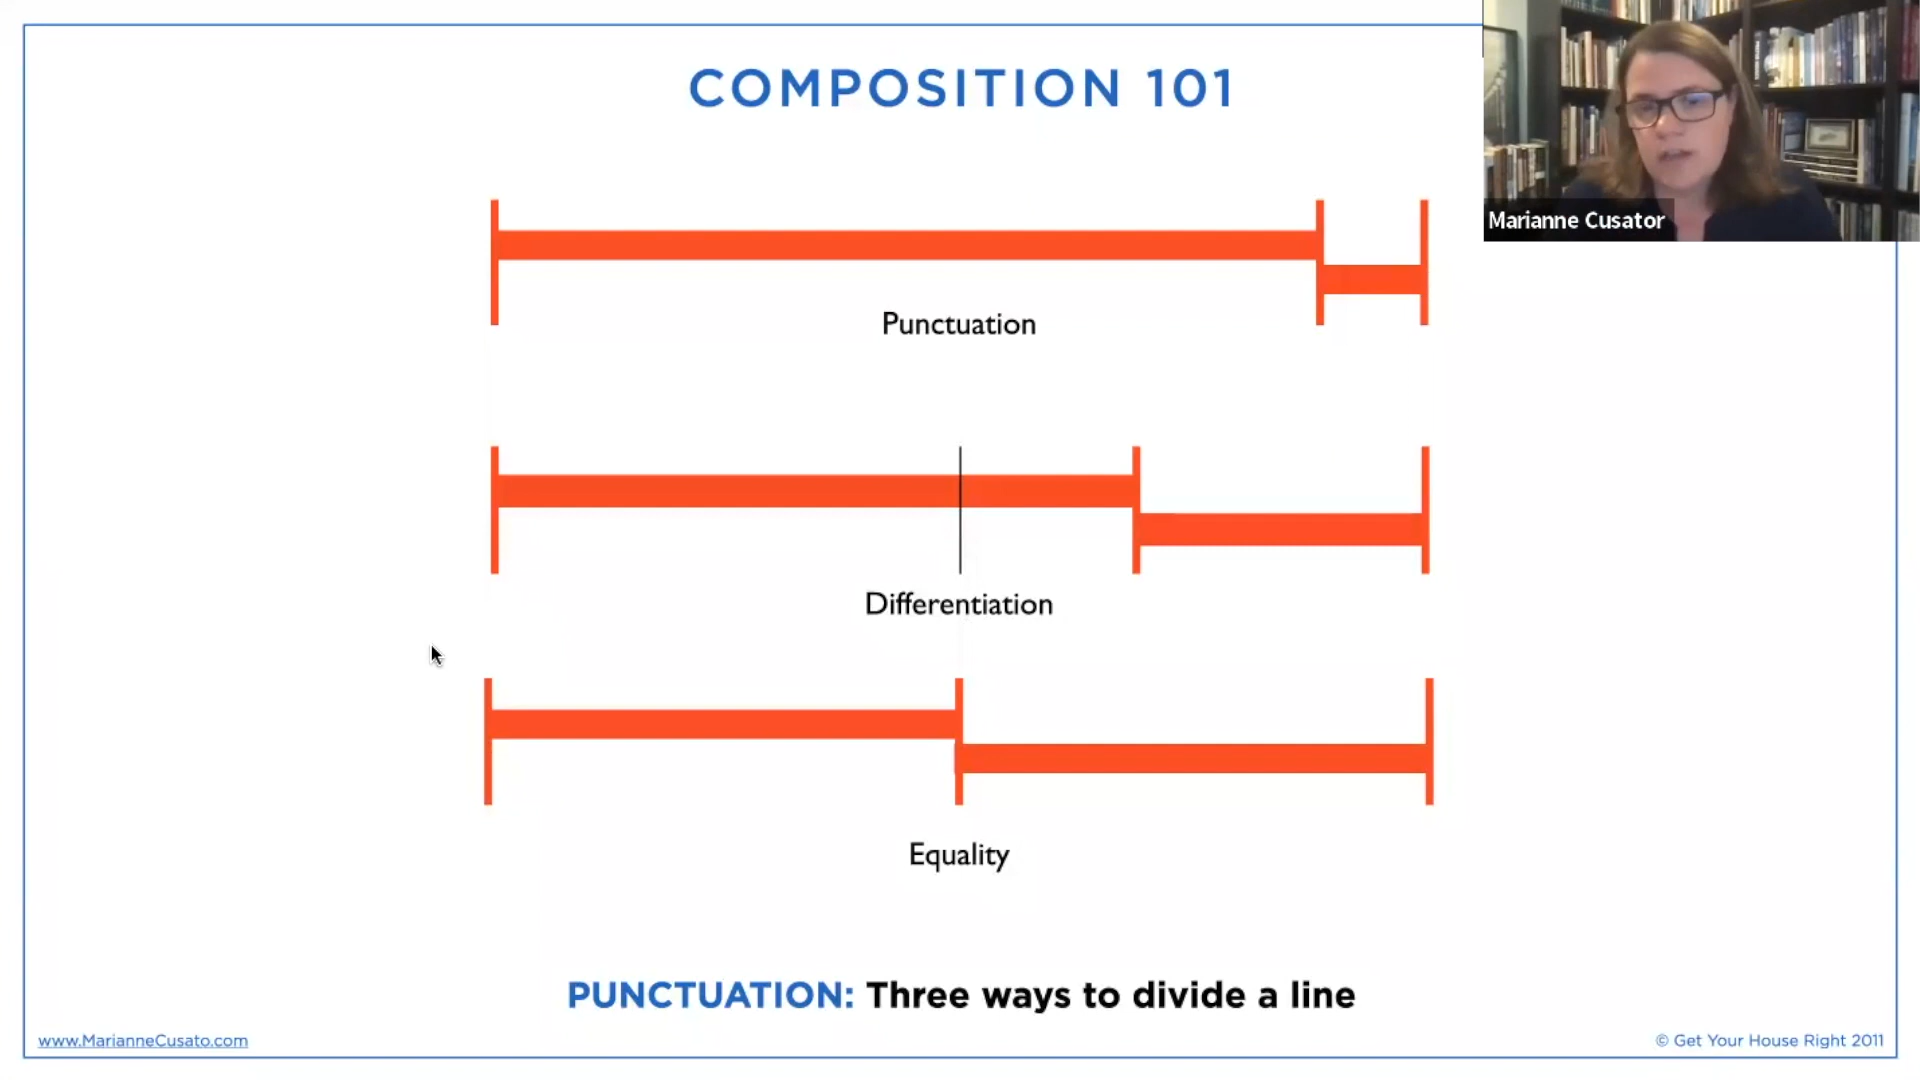 COMPOSITION 101
Marianne Cusator
Punctuation
Differentiation
Equality
PUNCTUATION: Three ways to divide a line
www.MarianneCusato.com
© Get Your House Right 2011